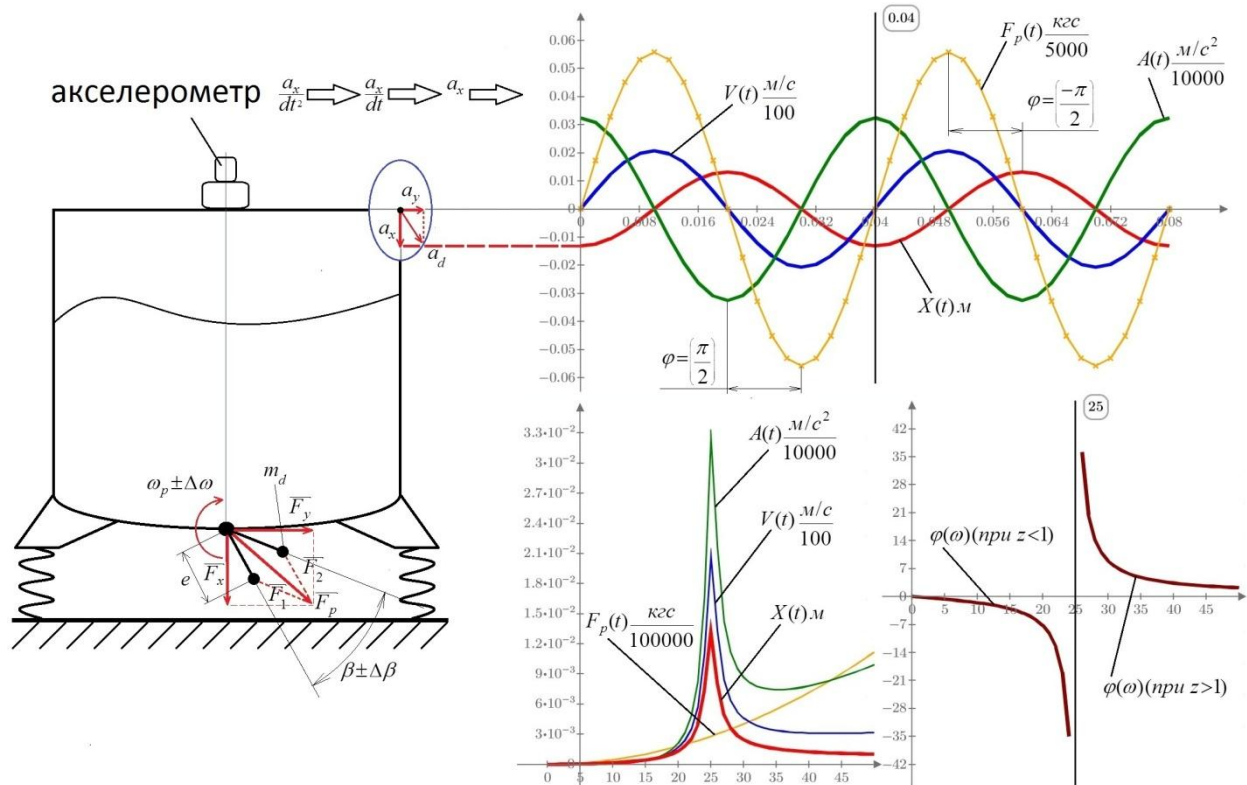 акселерометр
a_x/dt² ⇒ a_x/dt ⇒ a_x ⇒
a_y
a_x
a_d
ω_p ± Δω
m_d
F_y
F_x
F_2
F_1
F_p
e
β ± Δβ
0.04
0.06
0.05
0.04
0.03
0.02
0.01
0
−0.01
−0.02
−0.03
−0.04
−0.05
−0.06
0 0.008 0.016 0.024 0.032 0.04 0.048 0.056 0.064 0.072 0.08
V(t) м/с / 100
F_p(t) кгс / 5000
A(t) м/с² / 10000
φ=(−π/2)
X(t) м
φ=(π/2)
3.3·10⁻²
3·10⁻²
2.7·10⁻²
2.4·10⁻²
2.1·10⁻²
1.8·10⁻²
1.5·10⁻²
1.2·10⁻²
9·10⁻³
6·10⁻³
3·10⁻³
0
0 5 10 15 20 25 30 35 40 45
A(t) м/с² / 10000
V(t) м/с / 100
X(t) м
F_p(t) кгс / 100000
25
42
35
28
21
14
7
0
−7
−14
−21
−28
−35
−42
0 10 15 20 25 30 35 40 45
φ(ω)(при z<1)
φ(ω)(при z>1)